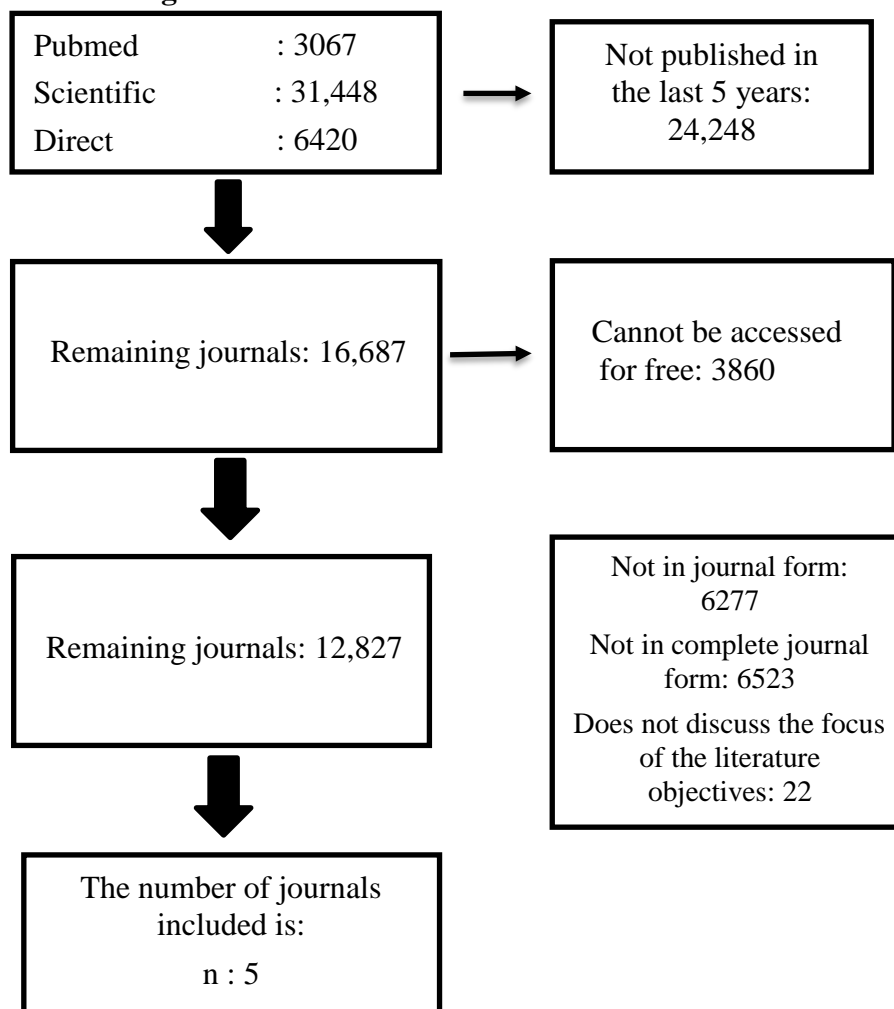 Pubmed : 3067
Scientific : 31,448
Direct : 6420
Not published in
the last 5 years:
24,248
Remaining journals: 16,687
Cannot be accessed
for free: 3860
Remaining journals: 12,827
Not in journal form:
6277
Not in complete journal
form: 6523
Does not discuss the focus
of the literature
objectives: 22
The number of journals
included is:
n : 5